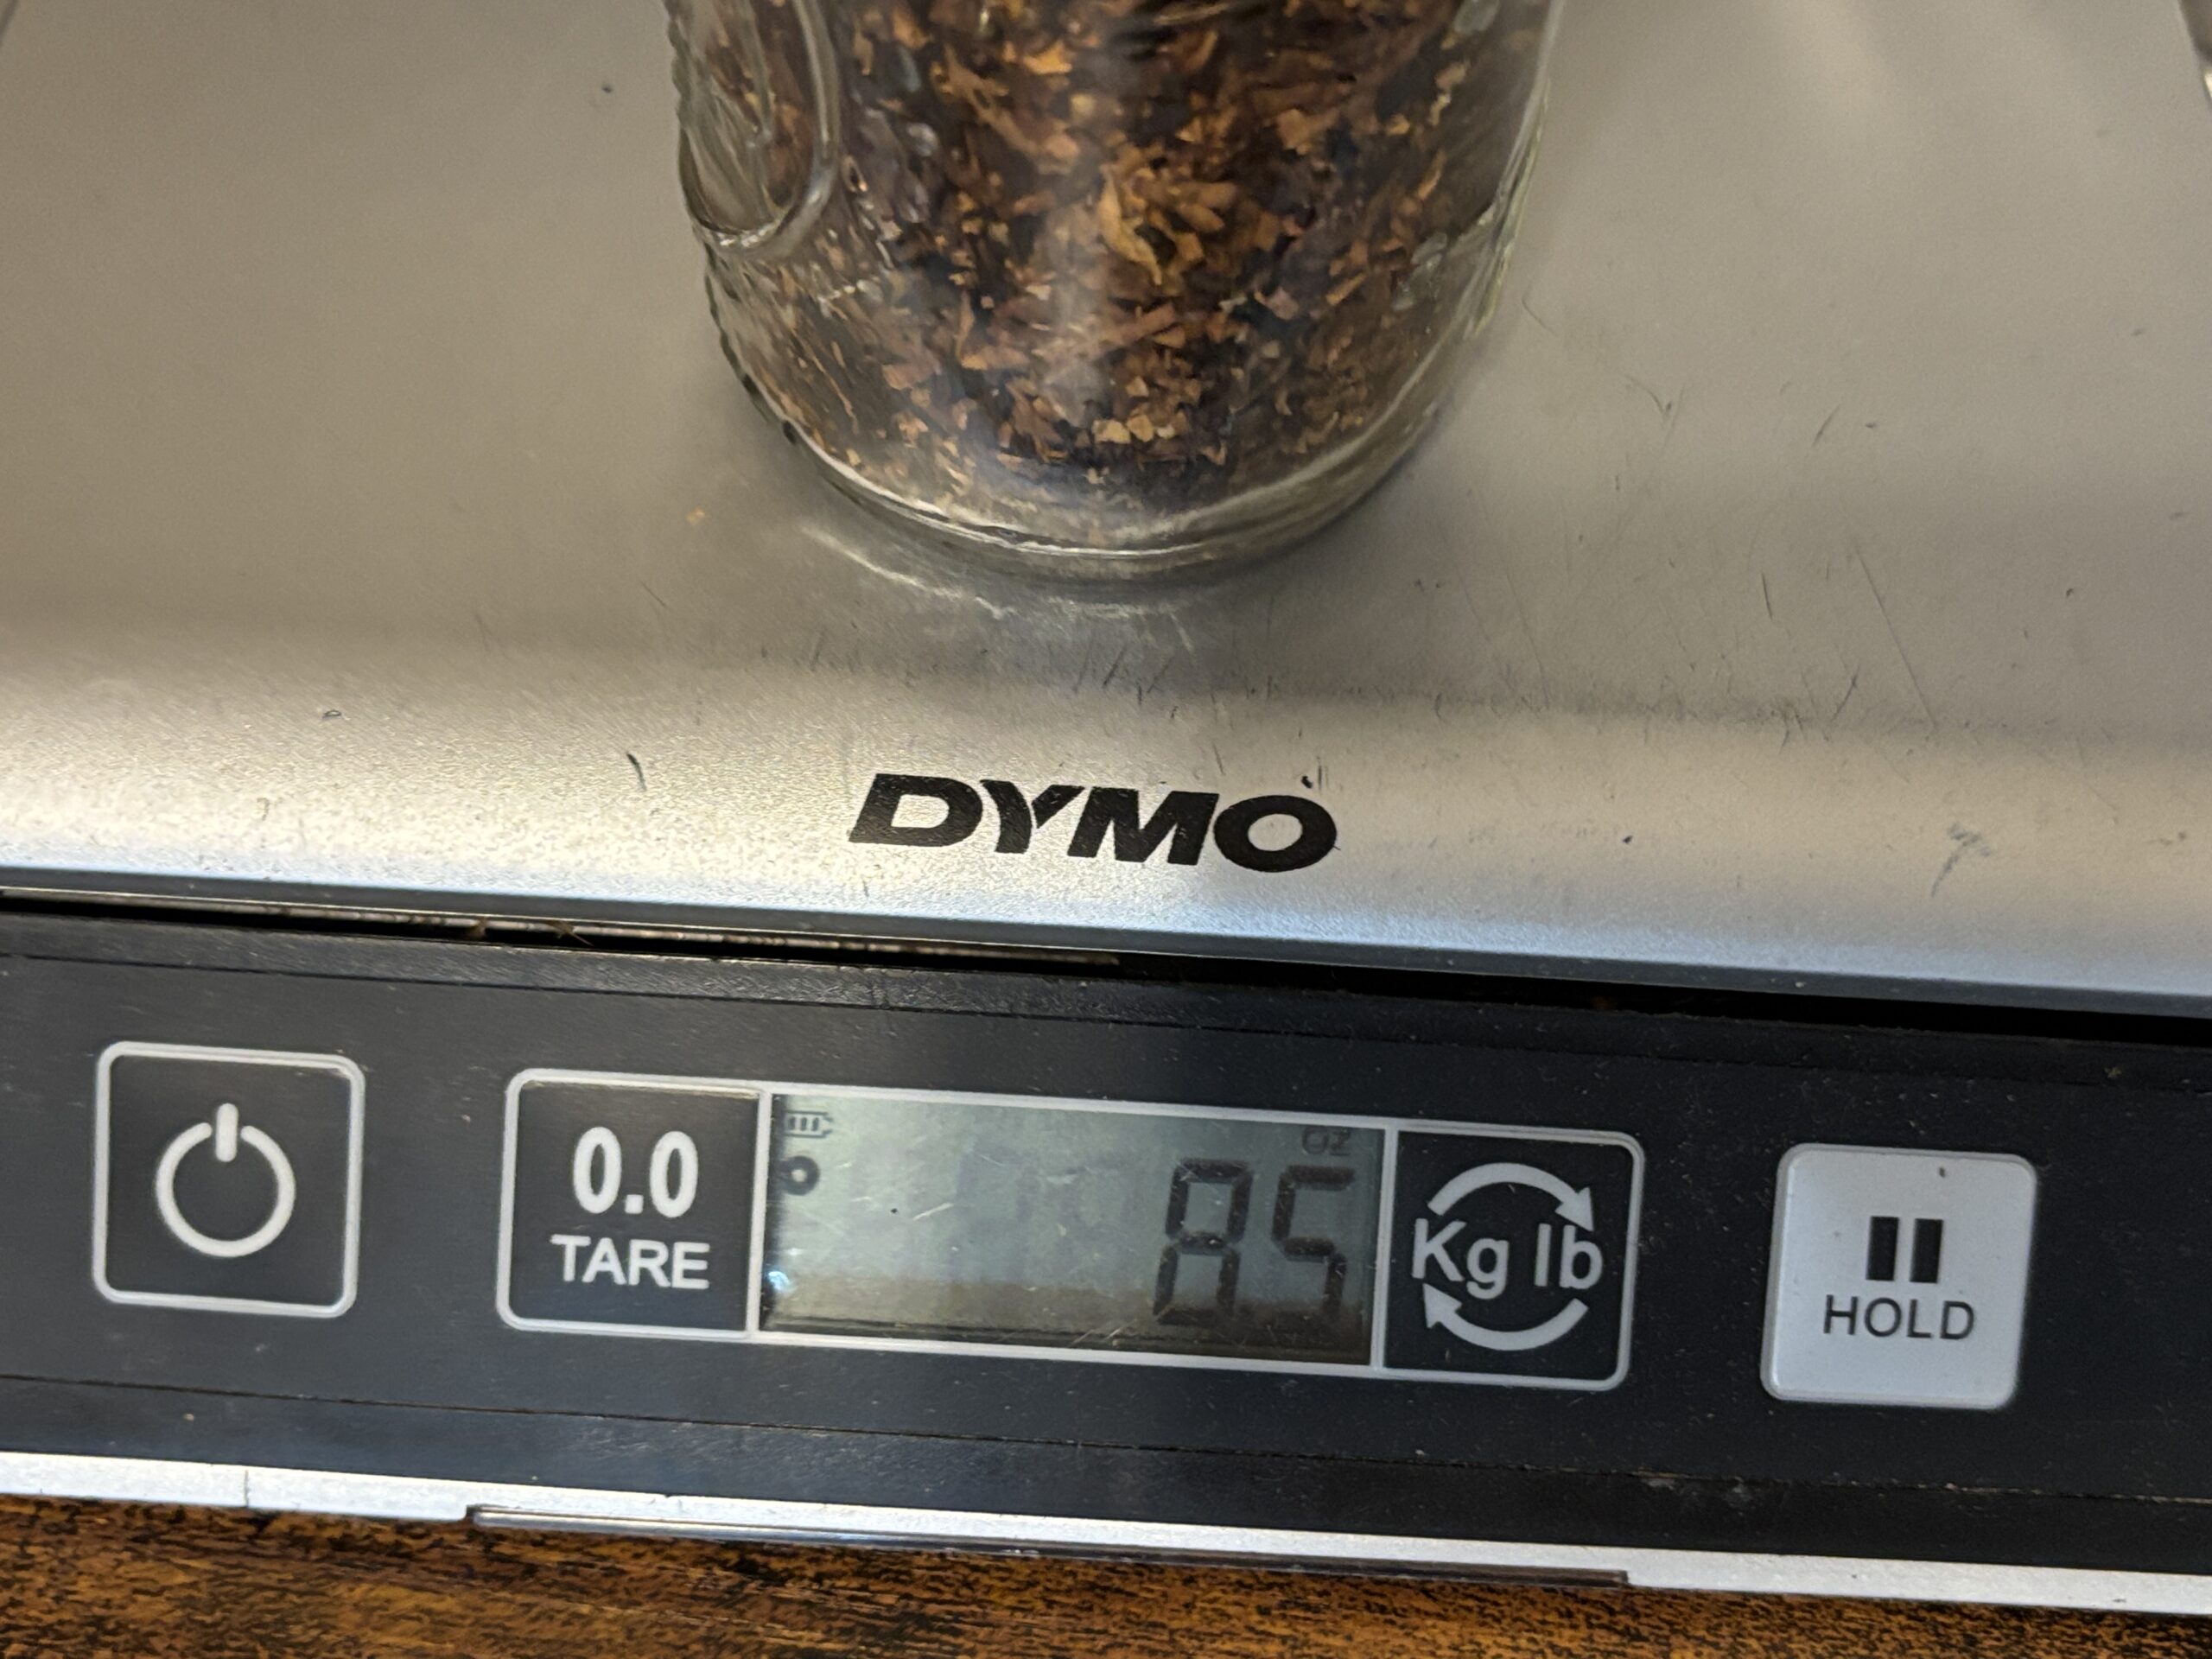 DYMO
0.0
TARE
oz
85
Kg lb
HOLD